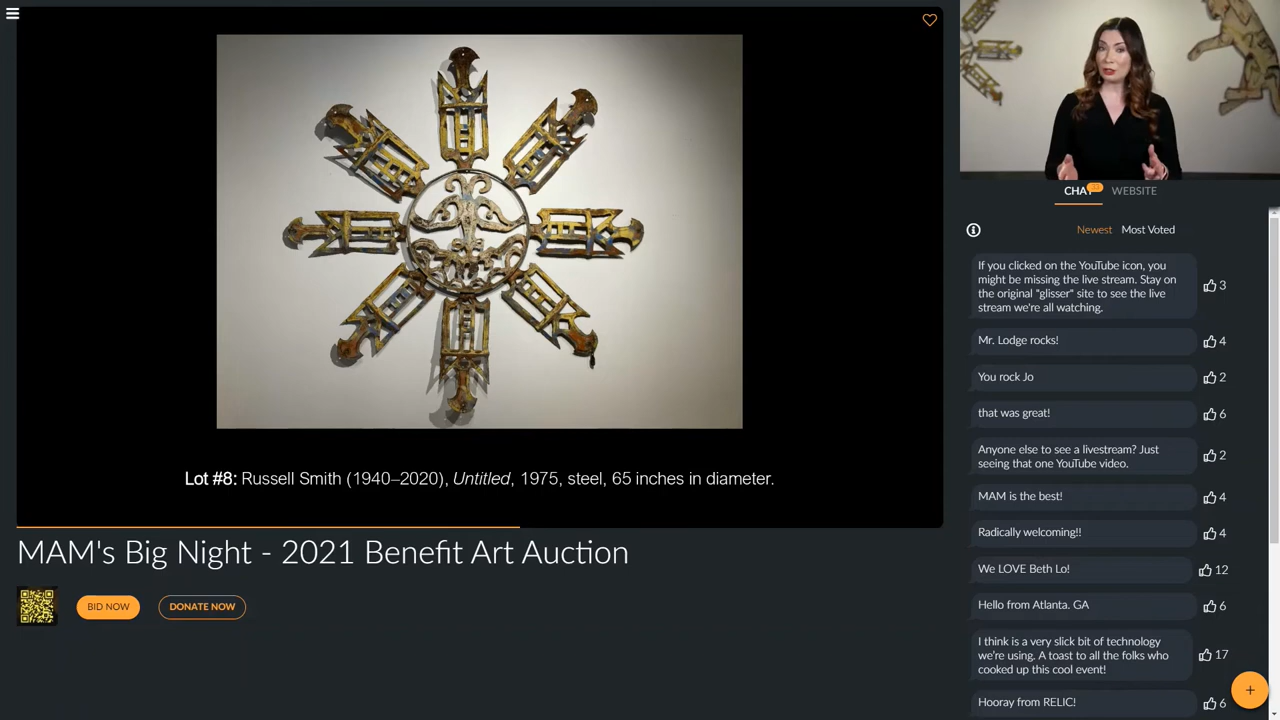 Lot #8: Russell Smith (1940–2020), Untitled, 1975, steel, 65 inches in diameter.
MAM's Big Night - 2021 Benefit Art Auction
BID NOW
DONATE NOW
CHAT
33
WEBSITE
Newest
Most Voted
If you clicked on the YouTube icon, you
might be missing the live stream. Stay on
the original "glisser" site to see the live
stream we're all watching.
3
Mr. Lodge rocks!
4
You rock Jo
2
that was great!
6
Anyone else to see a livestream? Just
seeing that one YouTube video.
2
MAM is the best!
4
Radically welcoming!!
4
We LOVE Beth Lo!
12
Hello from Atlanta. GA
6
I think is a very slick bit of technology
we're using. A toast to all the folks who
cooked up this cool event!
17
Hooray from RELIC!
6